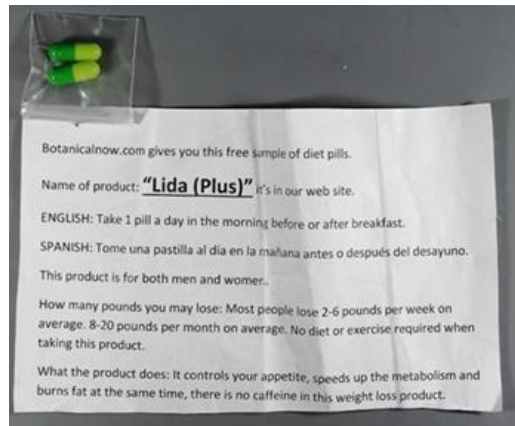 Botanicalnow.com gives you this free sample of diet pills.
Name of product: “Lida (Plus)” it's in our web site.
ENGLISH: Take 1 pill a day in the morning before or after breakfast.
SPANISH: Tome una pastilla al día en la mañana antes o después del desayuno.
This product is for both men and women..
How many pounds you may lose: Most people lose 2-6 pounds per week on
average. 8-20 pounds per month on average. No diet or exercise required when
taking this product.
What the product does: It controls your appetite, speeds up the metabolism and
burns fat at the same time, there is no caffeine in this weight loss product.